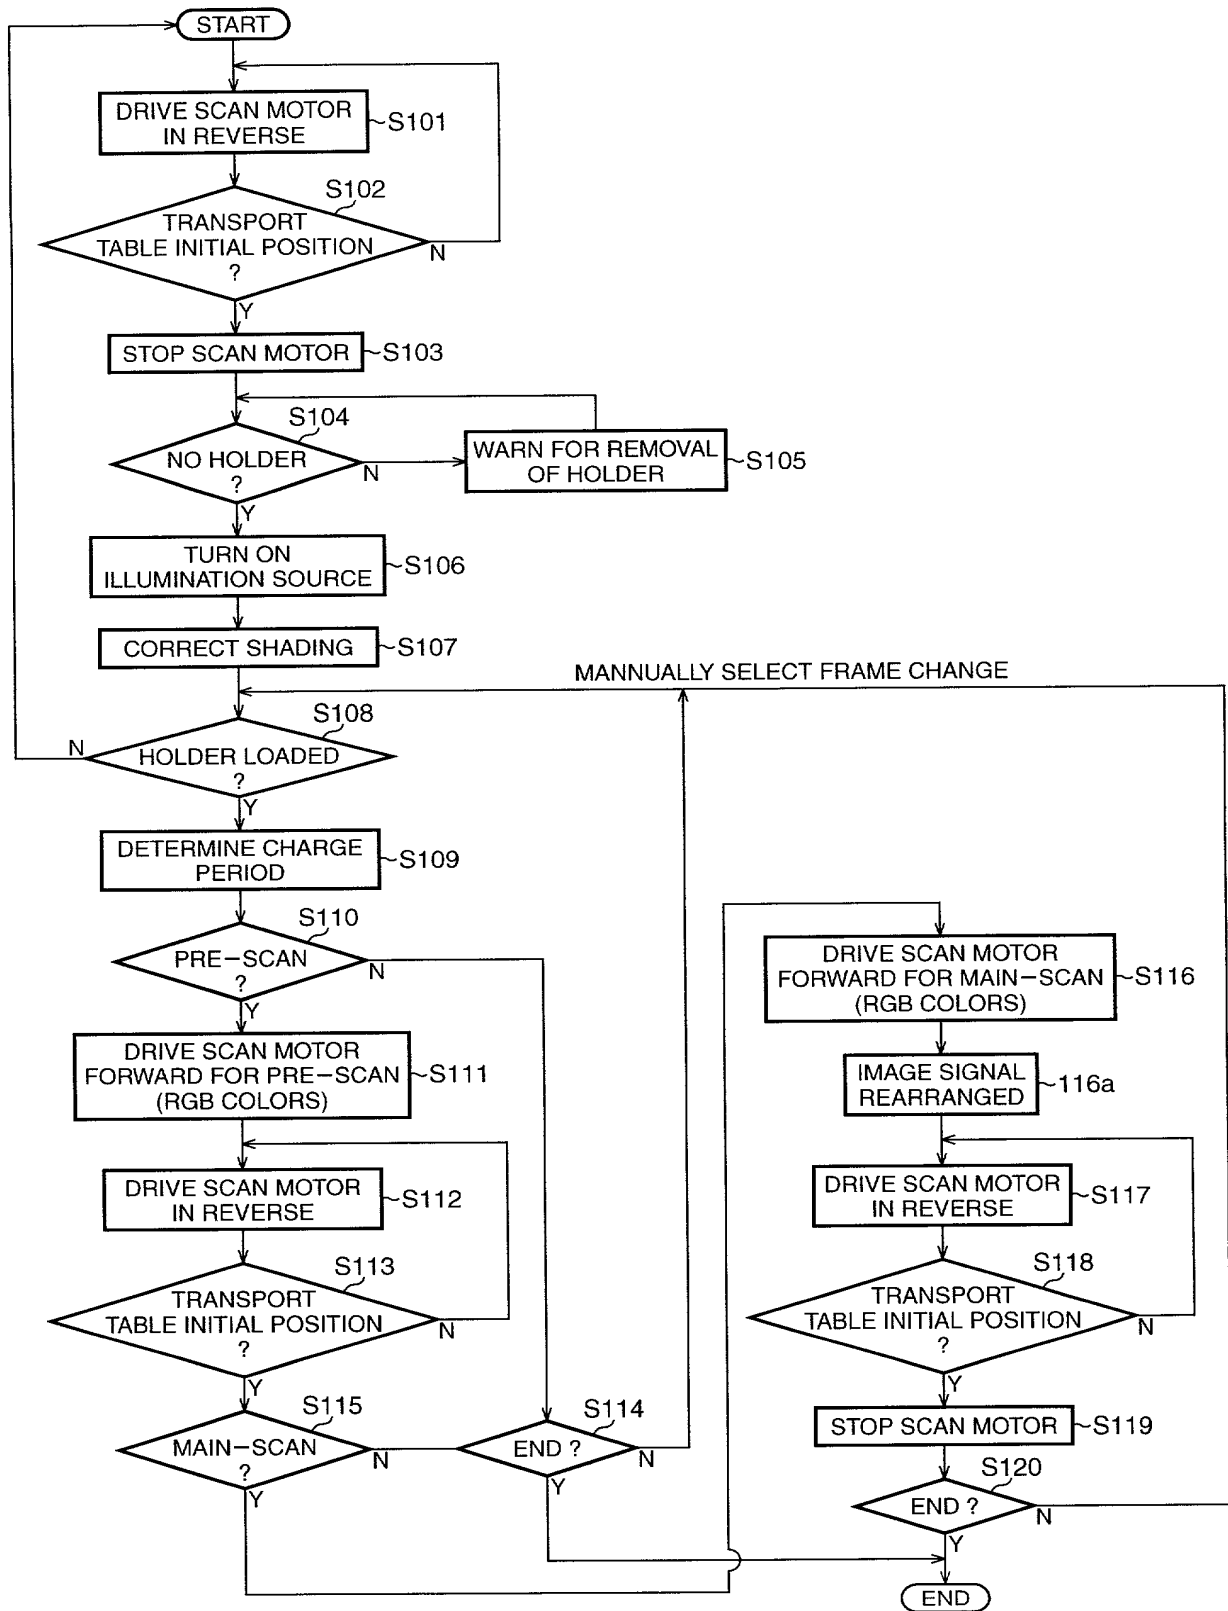 START
DRIVE SCAN MOTOR
IN REVERSE
S101
S102
TRANSPORT
TABLE INITIAL POSITION
?
N
Y
STOP SCAN MOTOR
S103
S104
NO HOLDER
?
N
Y
WARN FOR REMOVAL
OF HOLDER
S105
TURN ON
ILLUMINATION SOURCE
S106
CORRECT SHADING
S107
MANNUALLY SELECT FRAME CHANGE
S108
N
HOLDER LOADED
?
Y
DETERMINE CHARGE
PERIOD
S109
S110
PRE-SCAN
?
N
Y
DRIVE SCAN MOTOR
FORWARD FOR PRE-SCAN
(RGB COLORS)
S111
DRIVE SCAN MOTOR
IN REVERSE
S112
S113
TRANSPORT
TABLE INITIAL POSITION
?
N
Y
S115
MAIN-SCAN
?
N
Y
S114
END ?
N
Y
DRIVE SCAN MOTOR
FORWARD FOR MAIN-SCAN
(RGB COLORS)
S116
IMAGE SIGNAL
REARRANGED
116a
DRIVE SCAN MOTOR
IN REVERSE
S117
S118
TRANSPORT
TABLE INITIAL POSITION
?
N
Y
STOP SCAN MOTOR
S119
S120
END ?
N
Y
END